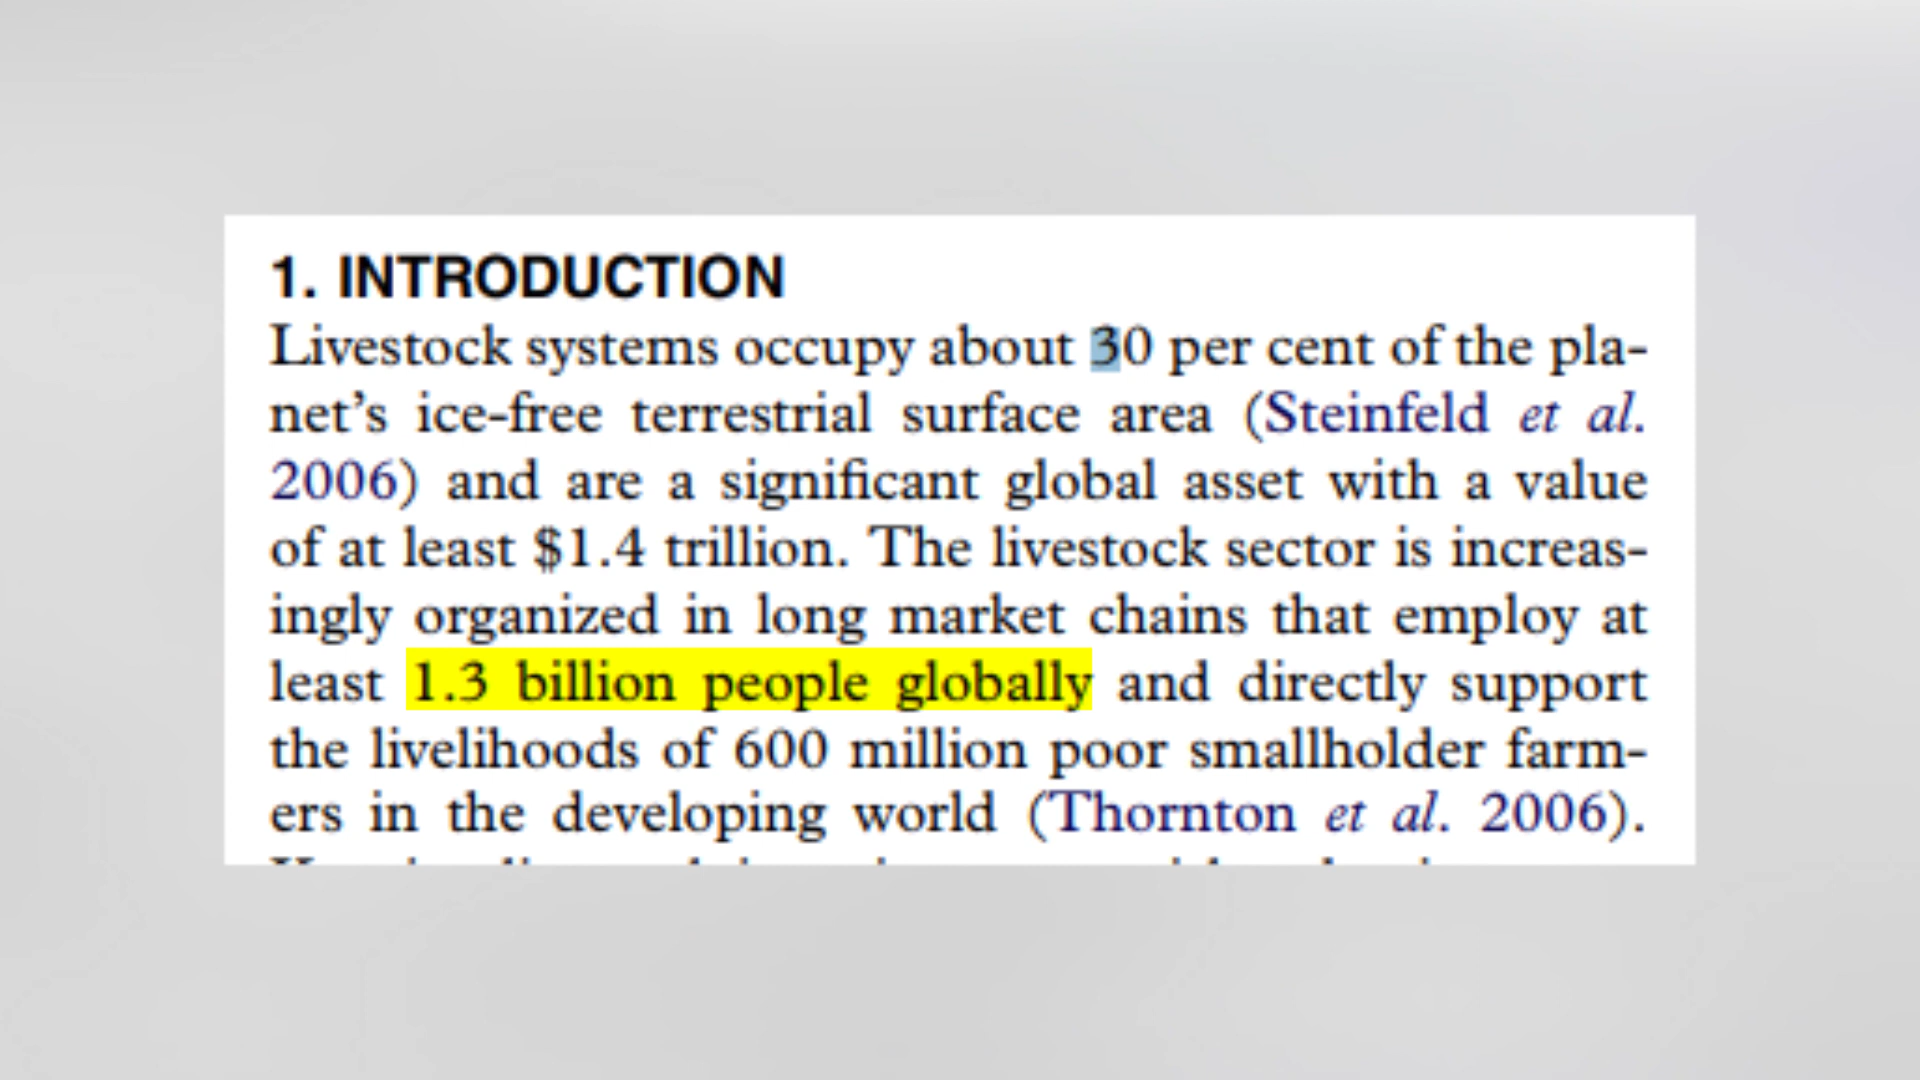 1. INTRODUCTION
Livestock systems occupy about 30 per cent of the pla-
net’s ice-free terrestrial surface area (Steinfeld et al.
2006) and are a significant global asset with a value
of at least $1.4 trillion. The livestock sector is increas-
ingly organized in long market chains that employ at
least 1.3 billion people globally and directly support
the livelihoods of 600 million poor smallholder farm-
ers in the developing world (Thornton et al. 2006).